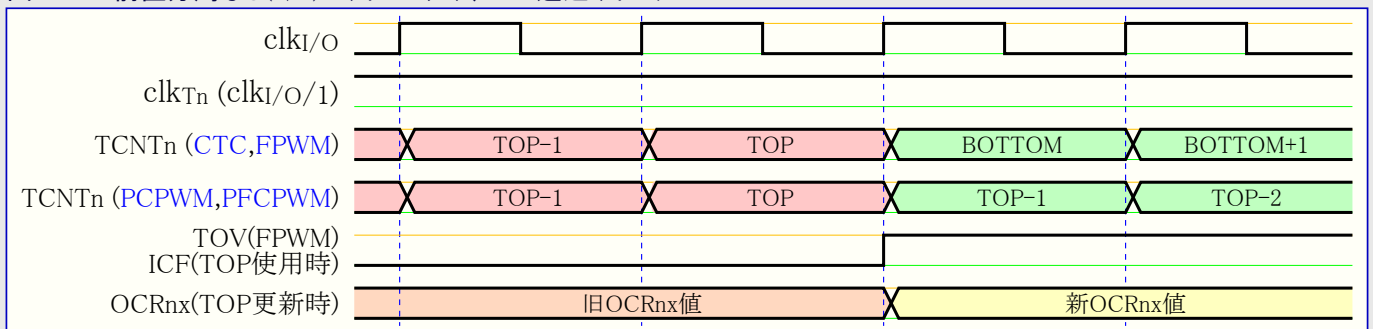 clkI/O
clkTn (clkI/O/1)
TCNTn (CTC,FPWM) TOP-1 TOP BOTTOM BOTTOM+1
TCNTn (PCPWM,PFCPWM) TOP-1 TOP TOP-1 TOP-2
TOV(FPWM)
ICF(TOP使用時)
OCRnx(TOP更新時) 旧OCRnx値 新OCRnx値